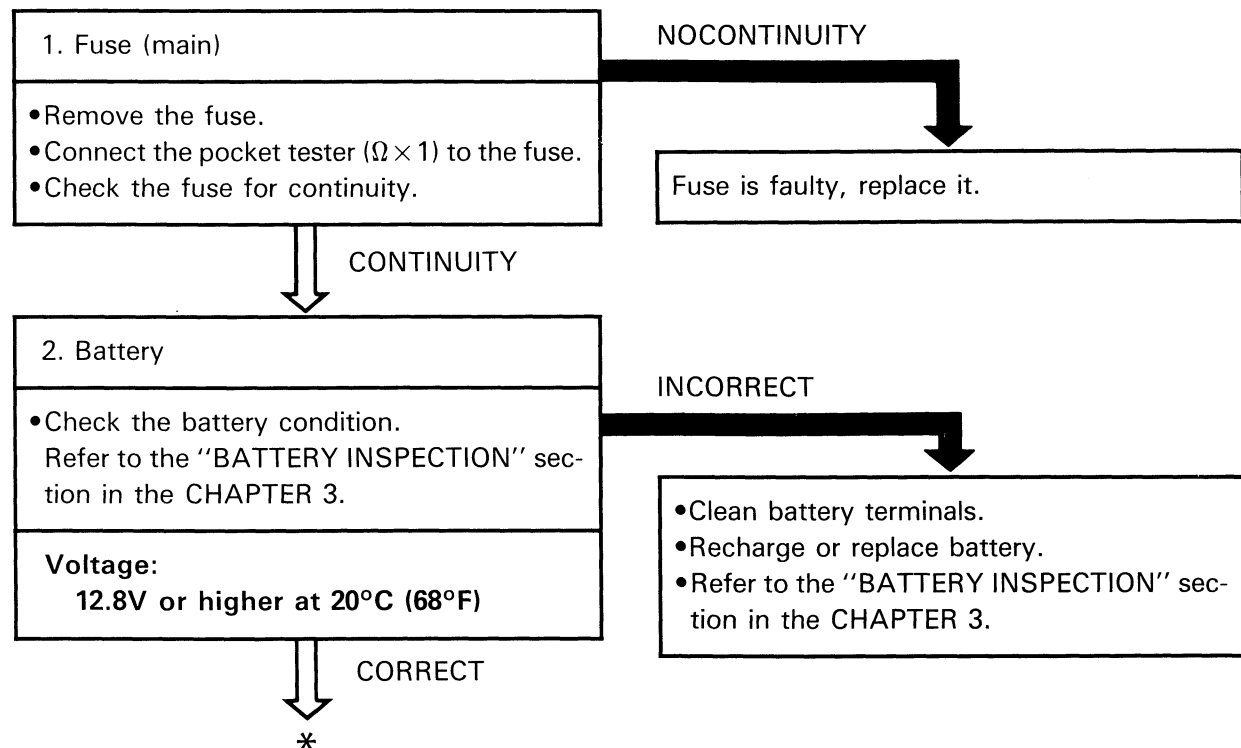 1. Fuse (main)
NOCONTINUITY
•Remove the fuse.
•Connect the pocket tester (Ω × 1) to the fuse.
•Check the fuse for continuity.
Fuse is faulty, replace it.
CONTINUITY
2. Battery
INCORRECT
•Check the battery condition.
Refer to the ‘‘BATTERY INSPECTION’’ sec-
tion in the CHAPTER 3.
Voltage:
12.8V or higher at 20°C (68°F)
•Clean battery terminals.
•Recharge or replace battery.
•Refer to the ‘‘BATTERY INSPECTION’’ sec-
tion in the CHAPTER 3.
CORRECT
*